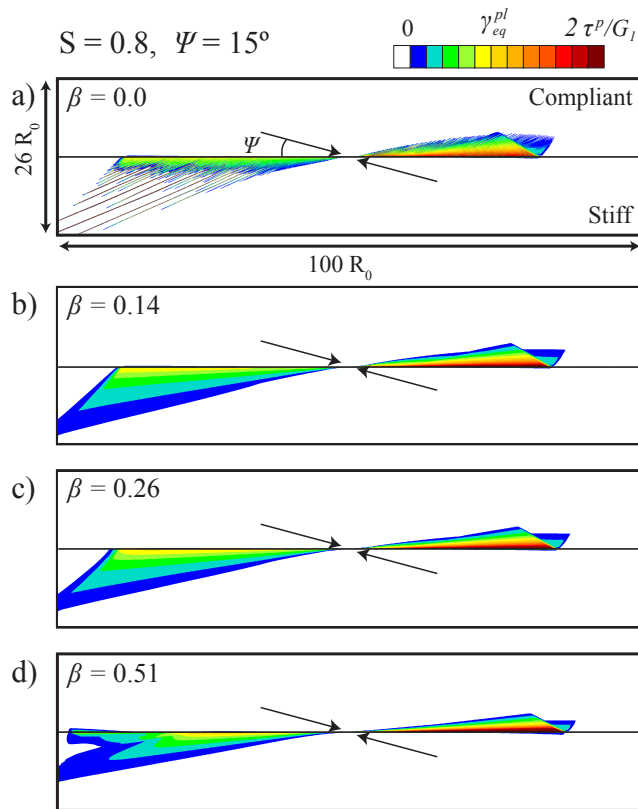 S = 0.8, Ψ = 15º
0 γ_eq^pl 2 τ^p/G_1
a) β = 0.0 Compliant
26 R_0
Ψ
Stiff
100 R_0
b) β = 0.14
c) β = 0.26
d) β = 0.51